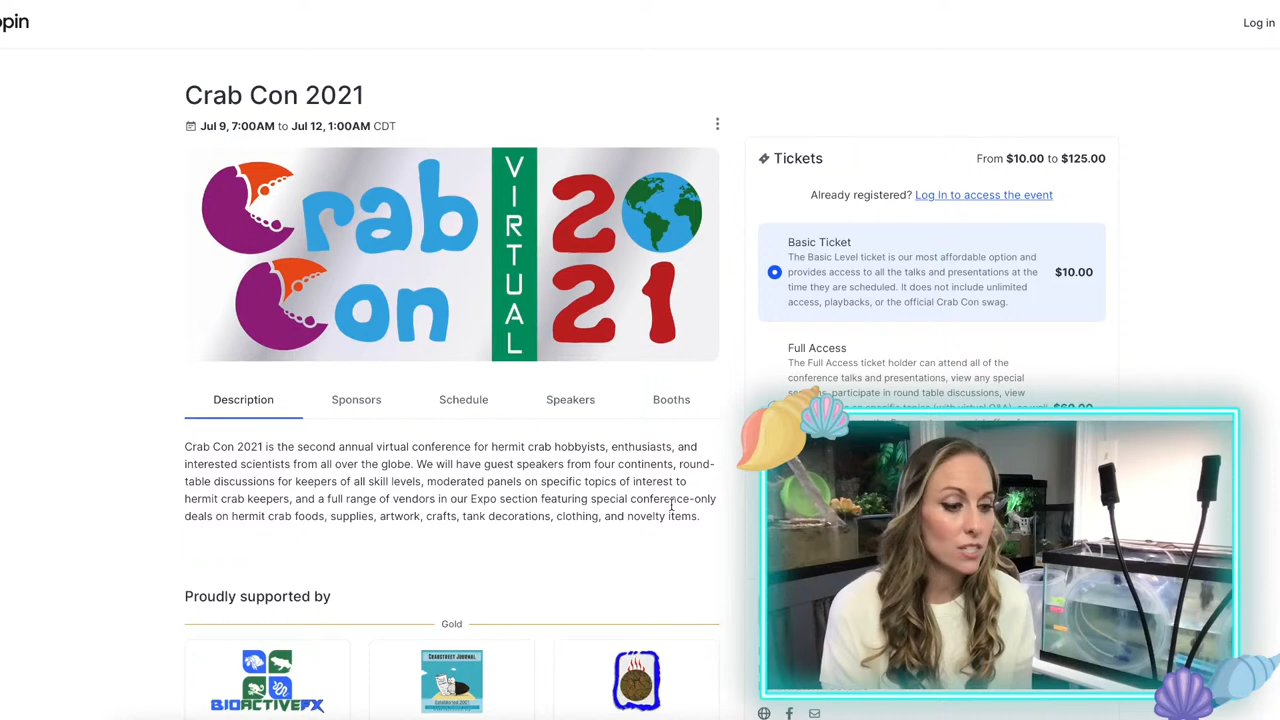 Log in
Crab Con 2021
Jul 9, 7:00AM to Jul 12, 1:00AM CDT
Crab
Con
VIRTUAL
20
21
Tickets
From $10.00 to $125.00
Already registered? Log In to access the event
Basic Ticket
The Basic Level ticket is our most affordable option and
provides access to all the talks and presentations at the
time they are scheduled. It does not include unlimited
access, playbacks, or the official Crab Con swag.
$10.00
Full Access
The Full Access ticket holder can attend all of the
conference talks and presentations, view any special
Description
Sponsors
Schedule
Speakers
Booths
Crab Con 2021 is the second annual virtual conference for hermit crab hobbyists, enthusiasts, and
interested scientists from all over the globe. We will have guest speakers from four continents, round-
table discussions for keepers of all skill levels, moderated panels on specific topics of interest to
hermit crab keepers, and a full range of vendors in our Expo section featuring special conference-only
deals on hermit crab foods, supplies, artwork, crafts, tank decorations, clothing, and novelty items.
Proudly supported by
Gold
BIOACTIVEFX
CRABSTREET JOURNAL